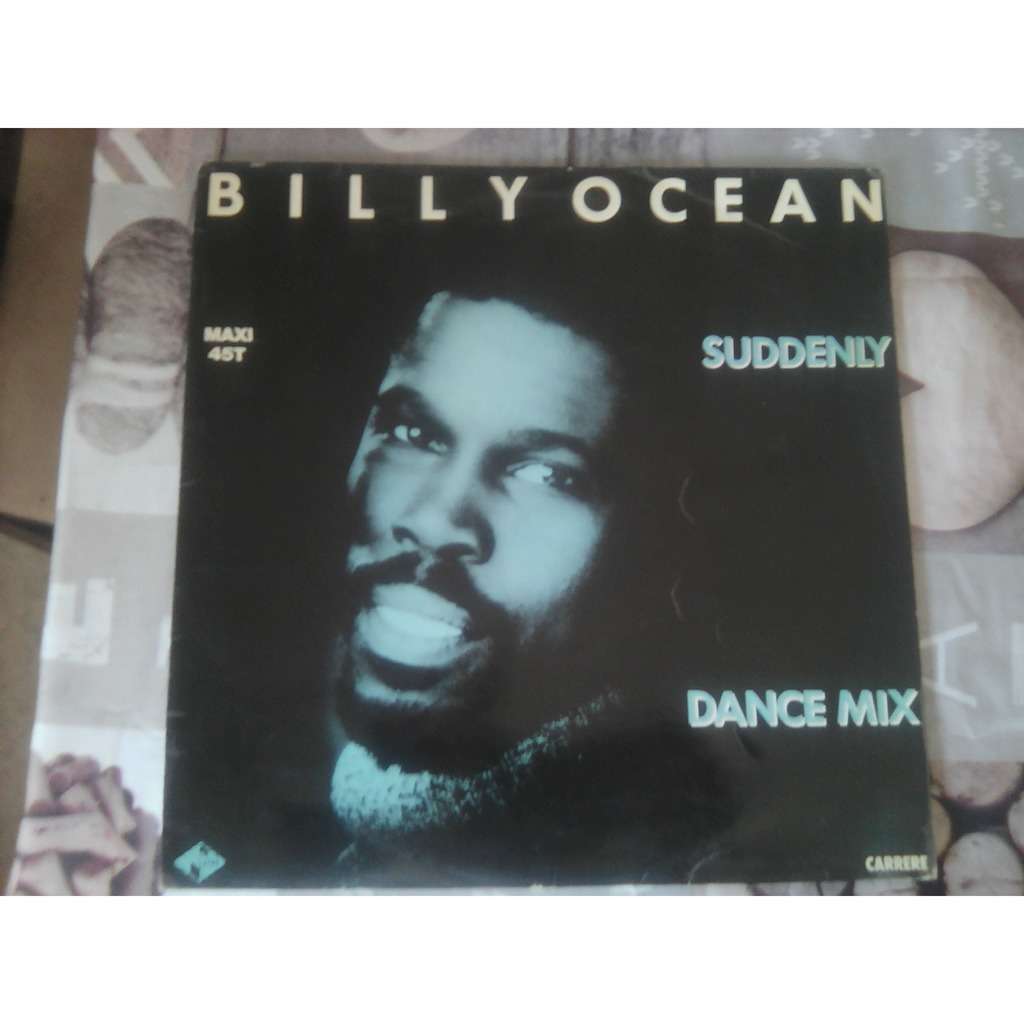 BILLY OCEAN
MAXI
45T
SUDDENLY
DANCE MIX
CARRERE